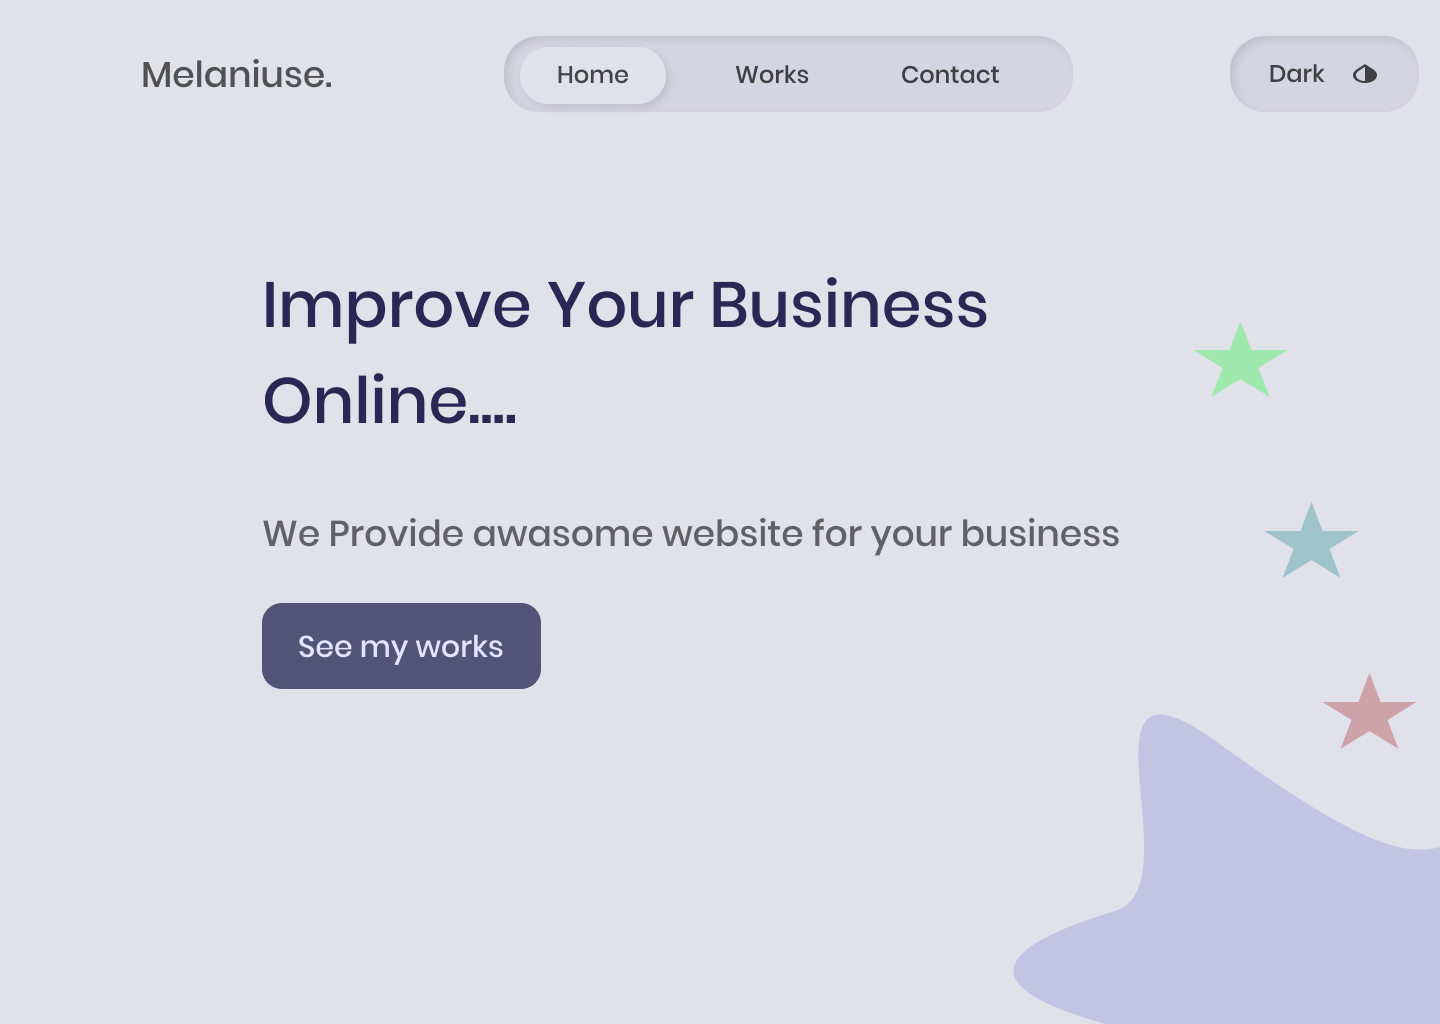 Melaniuse.
Home Works Contact
Dark
Improve Your Business
Online....
We Provide awasome website for your business
See my works